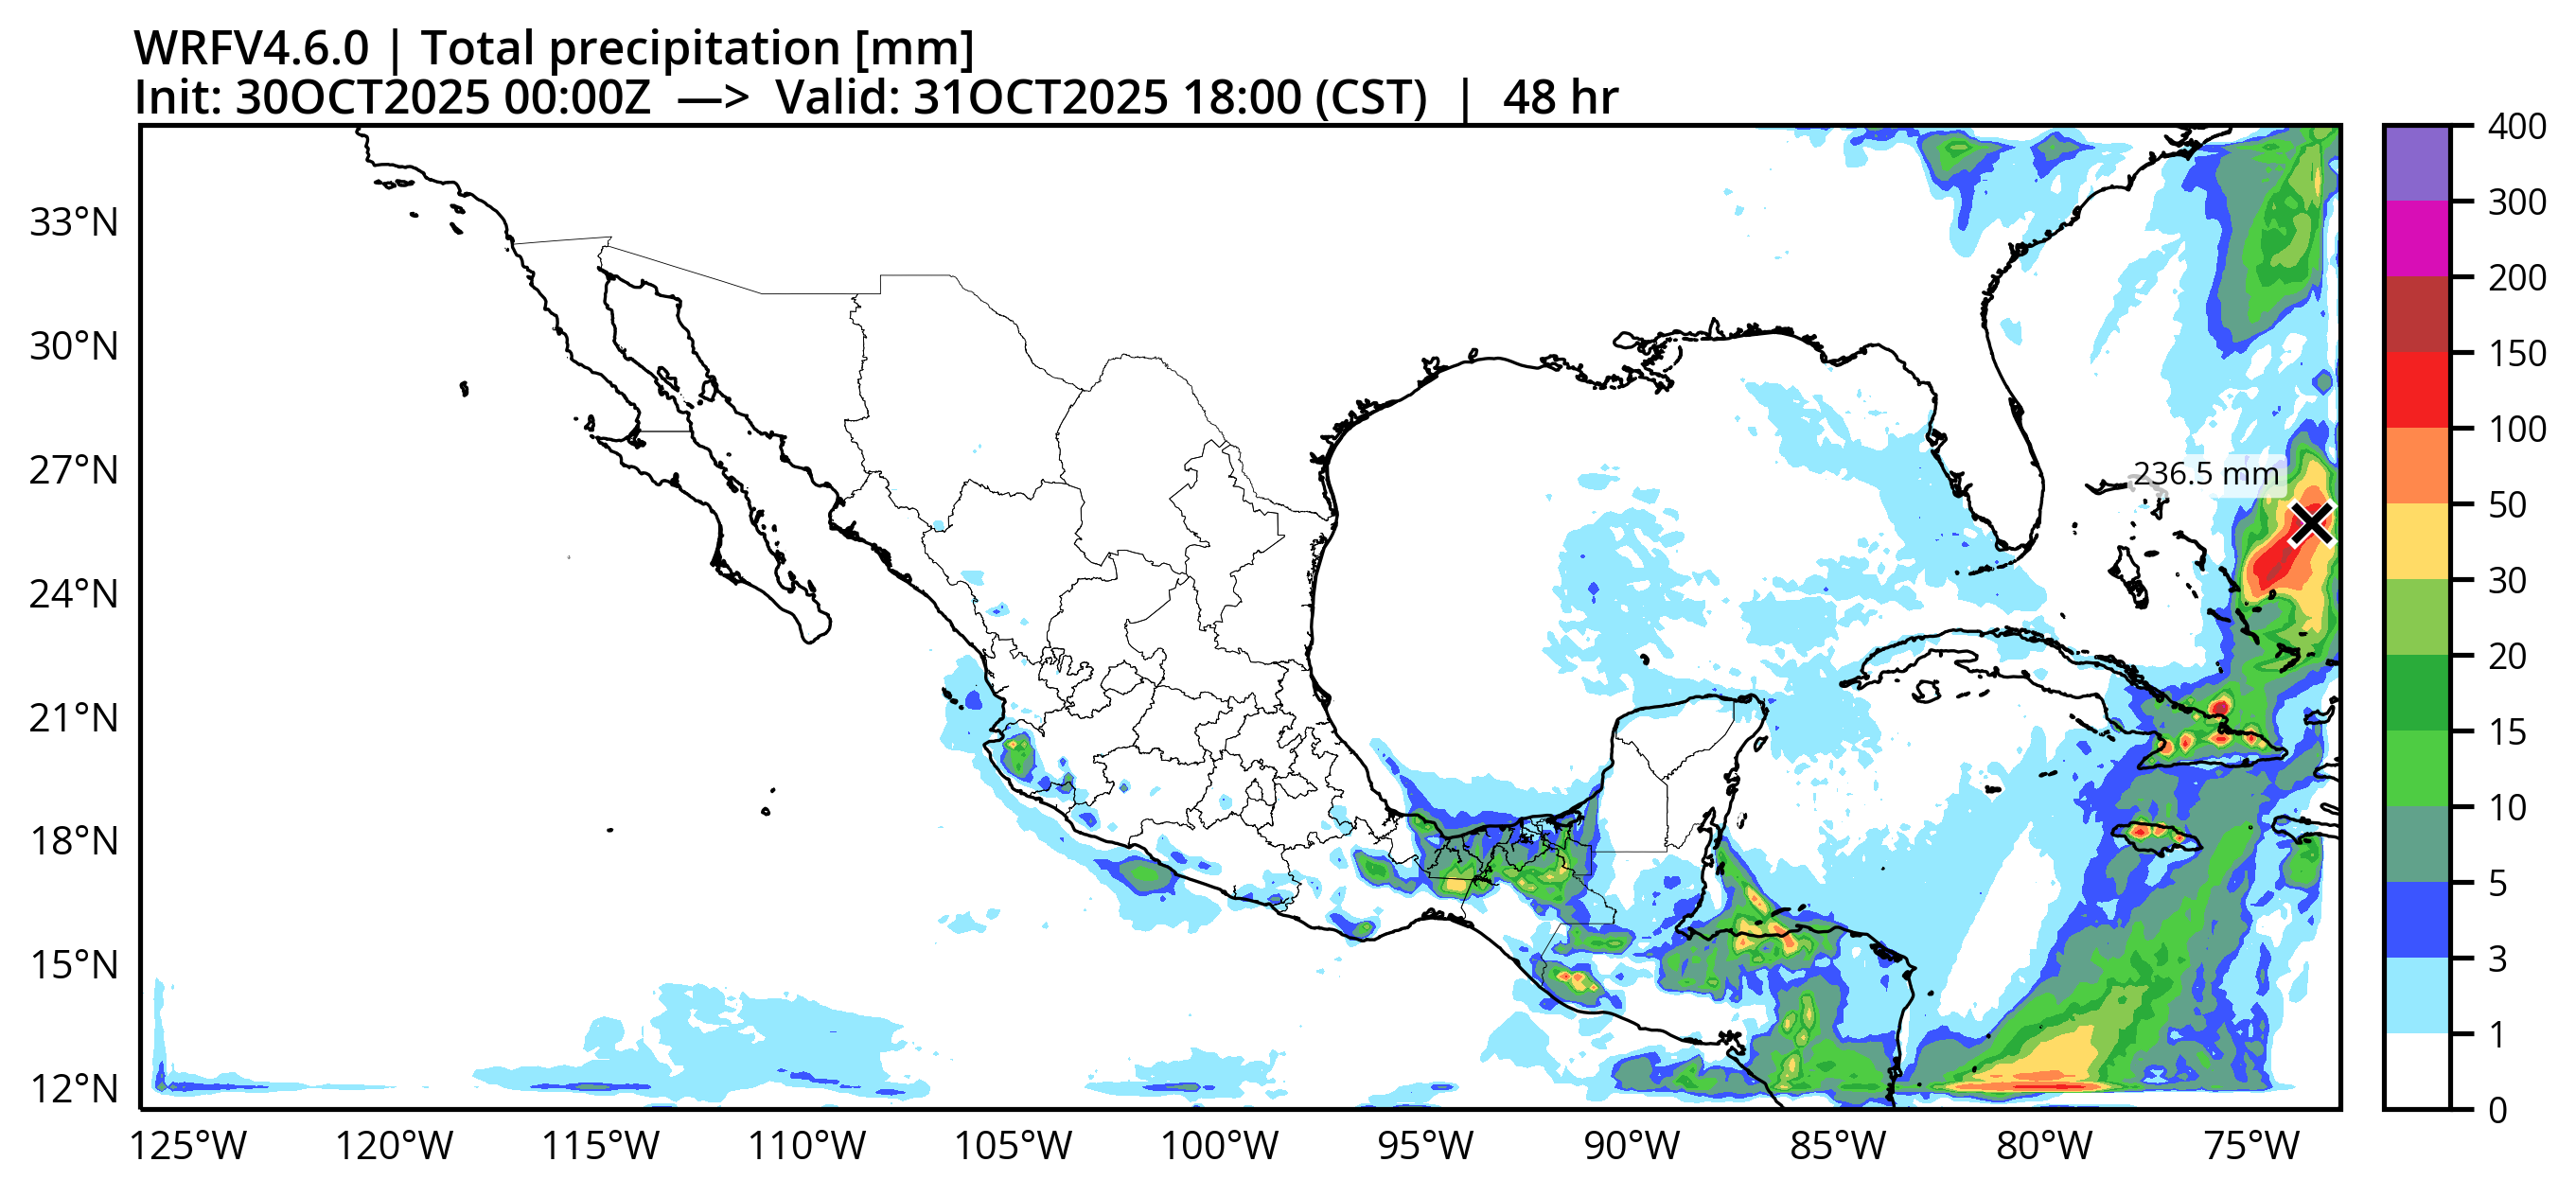 WRFV4.6.0 | Total precipitation [mm]
Init: 30OCT2025 00:00Z —> Valid: 31OCT2025 18:00 (CST) | 48 hr
33°N
30°N
27°N
24°N
21°N
18°N
15°N
12°N
125°W 120°W 115°W 110°W 105°W 100°W 95°W 90°W 85°W 80°W 75°W
236.5 mm
400
300
200
150
100
50
30
20
15
10
5
3
1
0